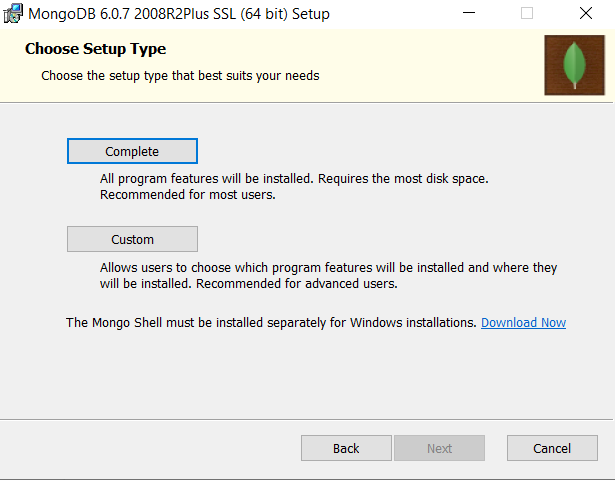 MongoDB 6.0.7 2008R2Plus SSL (64 bit) Setup
Choose Setup Type
Choose the setup type that best suits your needs
Complete
All program features will be installed. Requires the most disk space.
Recommended for most users.
Custom
Allows users to choose which program features will be installed and where they
will be installed. Recommended for advanced users.
The Mongo Shell must be installed separately for Windows installations. Download Now
Back Next Cancel